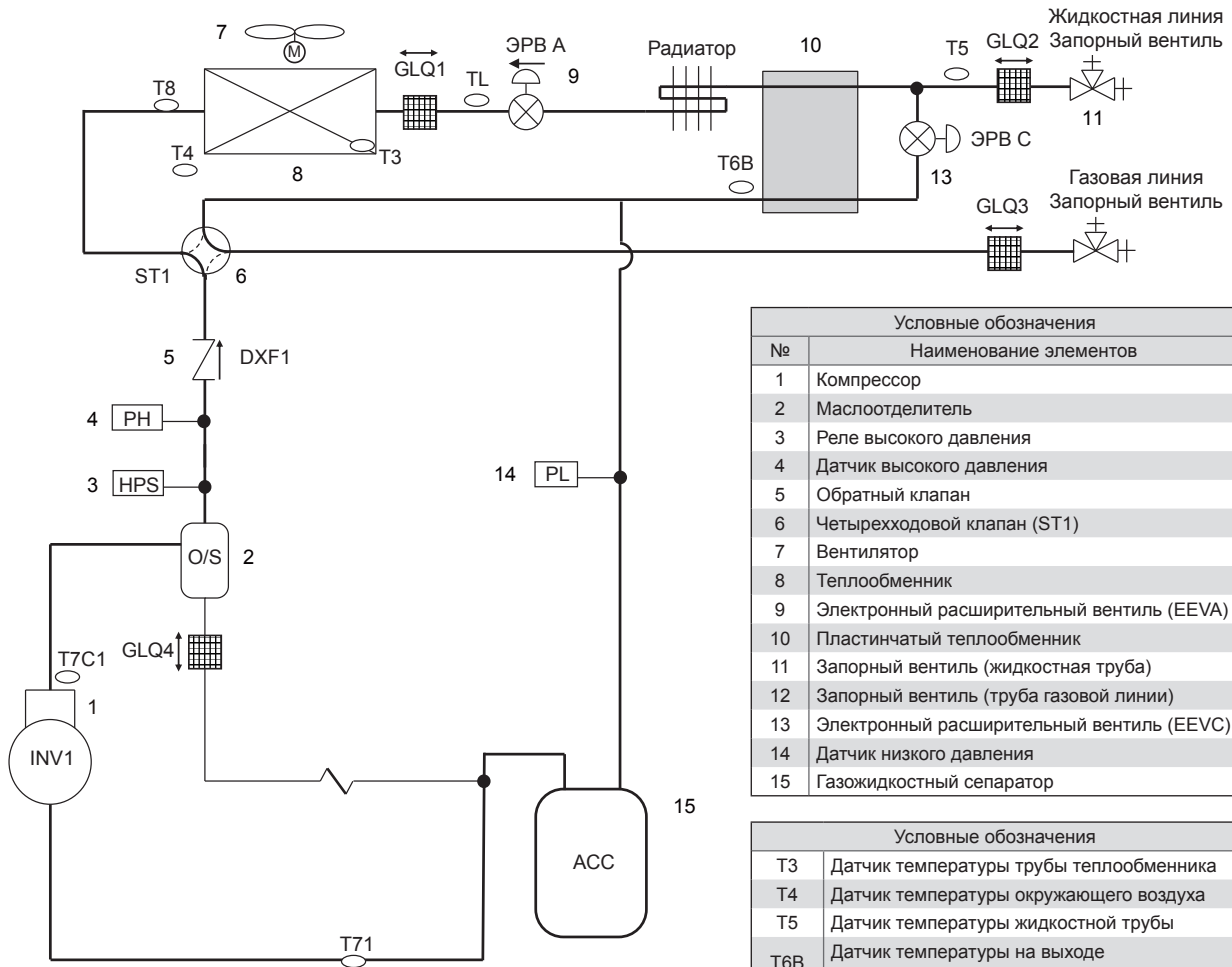 7
M
8
T8
T4
T3
GLQ1
TL
ЭРВ А
9
Радиатор
10
T5
GLQ2
Жидкостная линия
Запорный вентиль
11
ЭРВ С
13
T6B
GLQ3
Газовая линия
Запорный вентиль
ST1
6
5
DXF1
4
PH
3
HPS
O/S
2
GLQ4
T7C1
1
INV1
14
PL
15
ACC
T71
Условные обозначения
№
Наименование элементов
1
Компрессор
2
Маслоотделитель
3
Реле высокого давления
4
Датчик высокого давления
5
Обратный клапан
6
Четырехходовой клапан (ST1)
7
Вентилятор
8
Теплообменник
9
Электронный расширительный вентиль (EEVA)
10
Пластинчатый теплообменник
11
Запорный вентиль (жидкостная труба)
12
Запорный вентиль (труба газовой линии)
13
Электронный расширительный вентиль (EEVC)
14
Датчик низкого давления
15
Газожидкостный сепаратор
Условные обозначения
T3
Датчик температуры трубы теплообменника
T4
Датчик температуры окружающего воздуха
T5
Датчик температуры жидкостной трубы
T6B
Датчик температуры на выходе